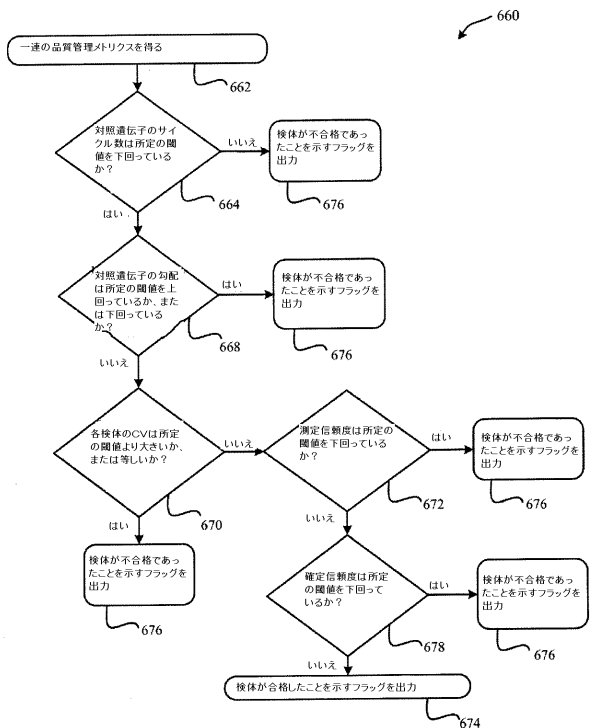 660
一連の品質管理メトリクスを得る
662
対照遺伝子のサイ
クル数は所定の閾
値を下回っている
か？
いいえ
検体が不合格であっ
たことを示すフラッグを
出力
664
676
はい
対照遺伝子の勾配
は所定の閾値を上
回っているか、また
は下回っている
か？
はい
検体が不合格であっ
たことを示すフラッグを
出力
668
676
いいえ
各検体のCVは所定
の閾値より大きいか、
または等しいか？
いいえ
測定信頼度は所定の
閾値を下回っている
か？
はい
検体が不合格であっ
たことを示すフラッグを
出力
670
672
676
はい
いいえ
検体が不合格であっ
たことを示すフラッグを
出力
676
確定信頼度は所定
の閾値を下回って
いるか？
はい
検体が不合格であっ
たことを示すフラッグを
出力
678
676
いいえ
検体が合格したことを示すフラッグを出力
674